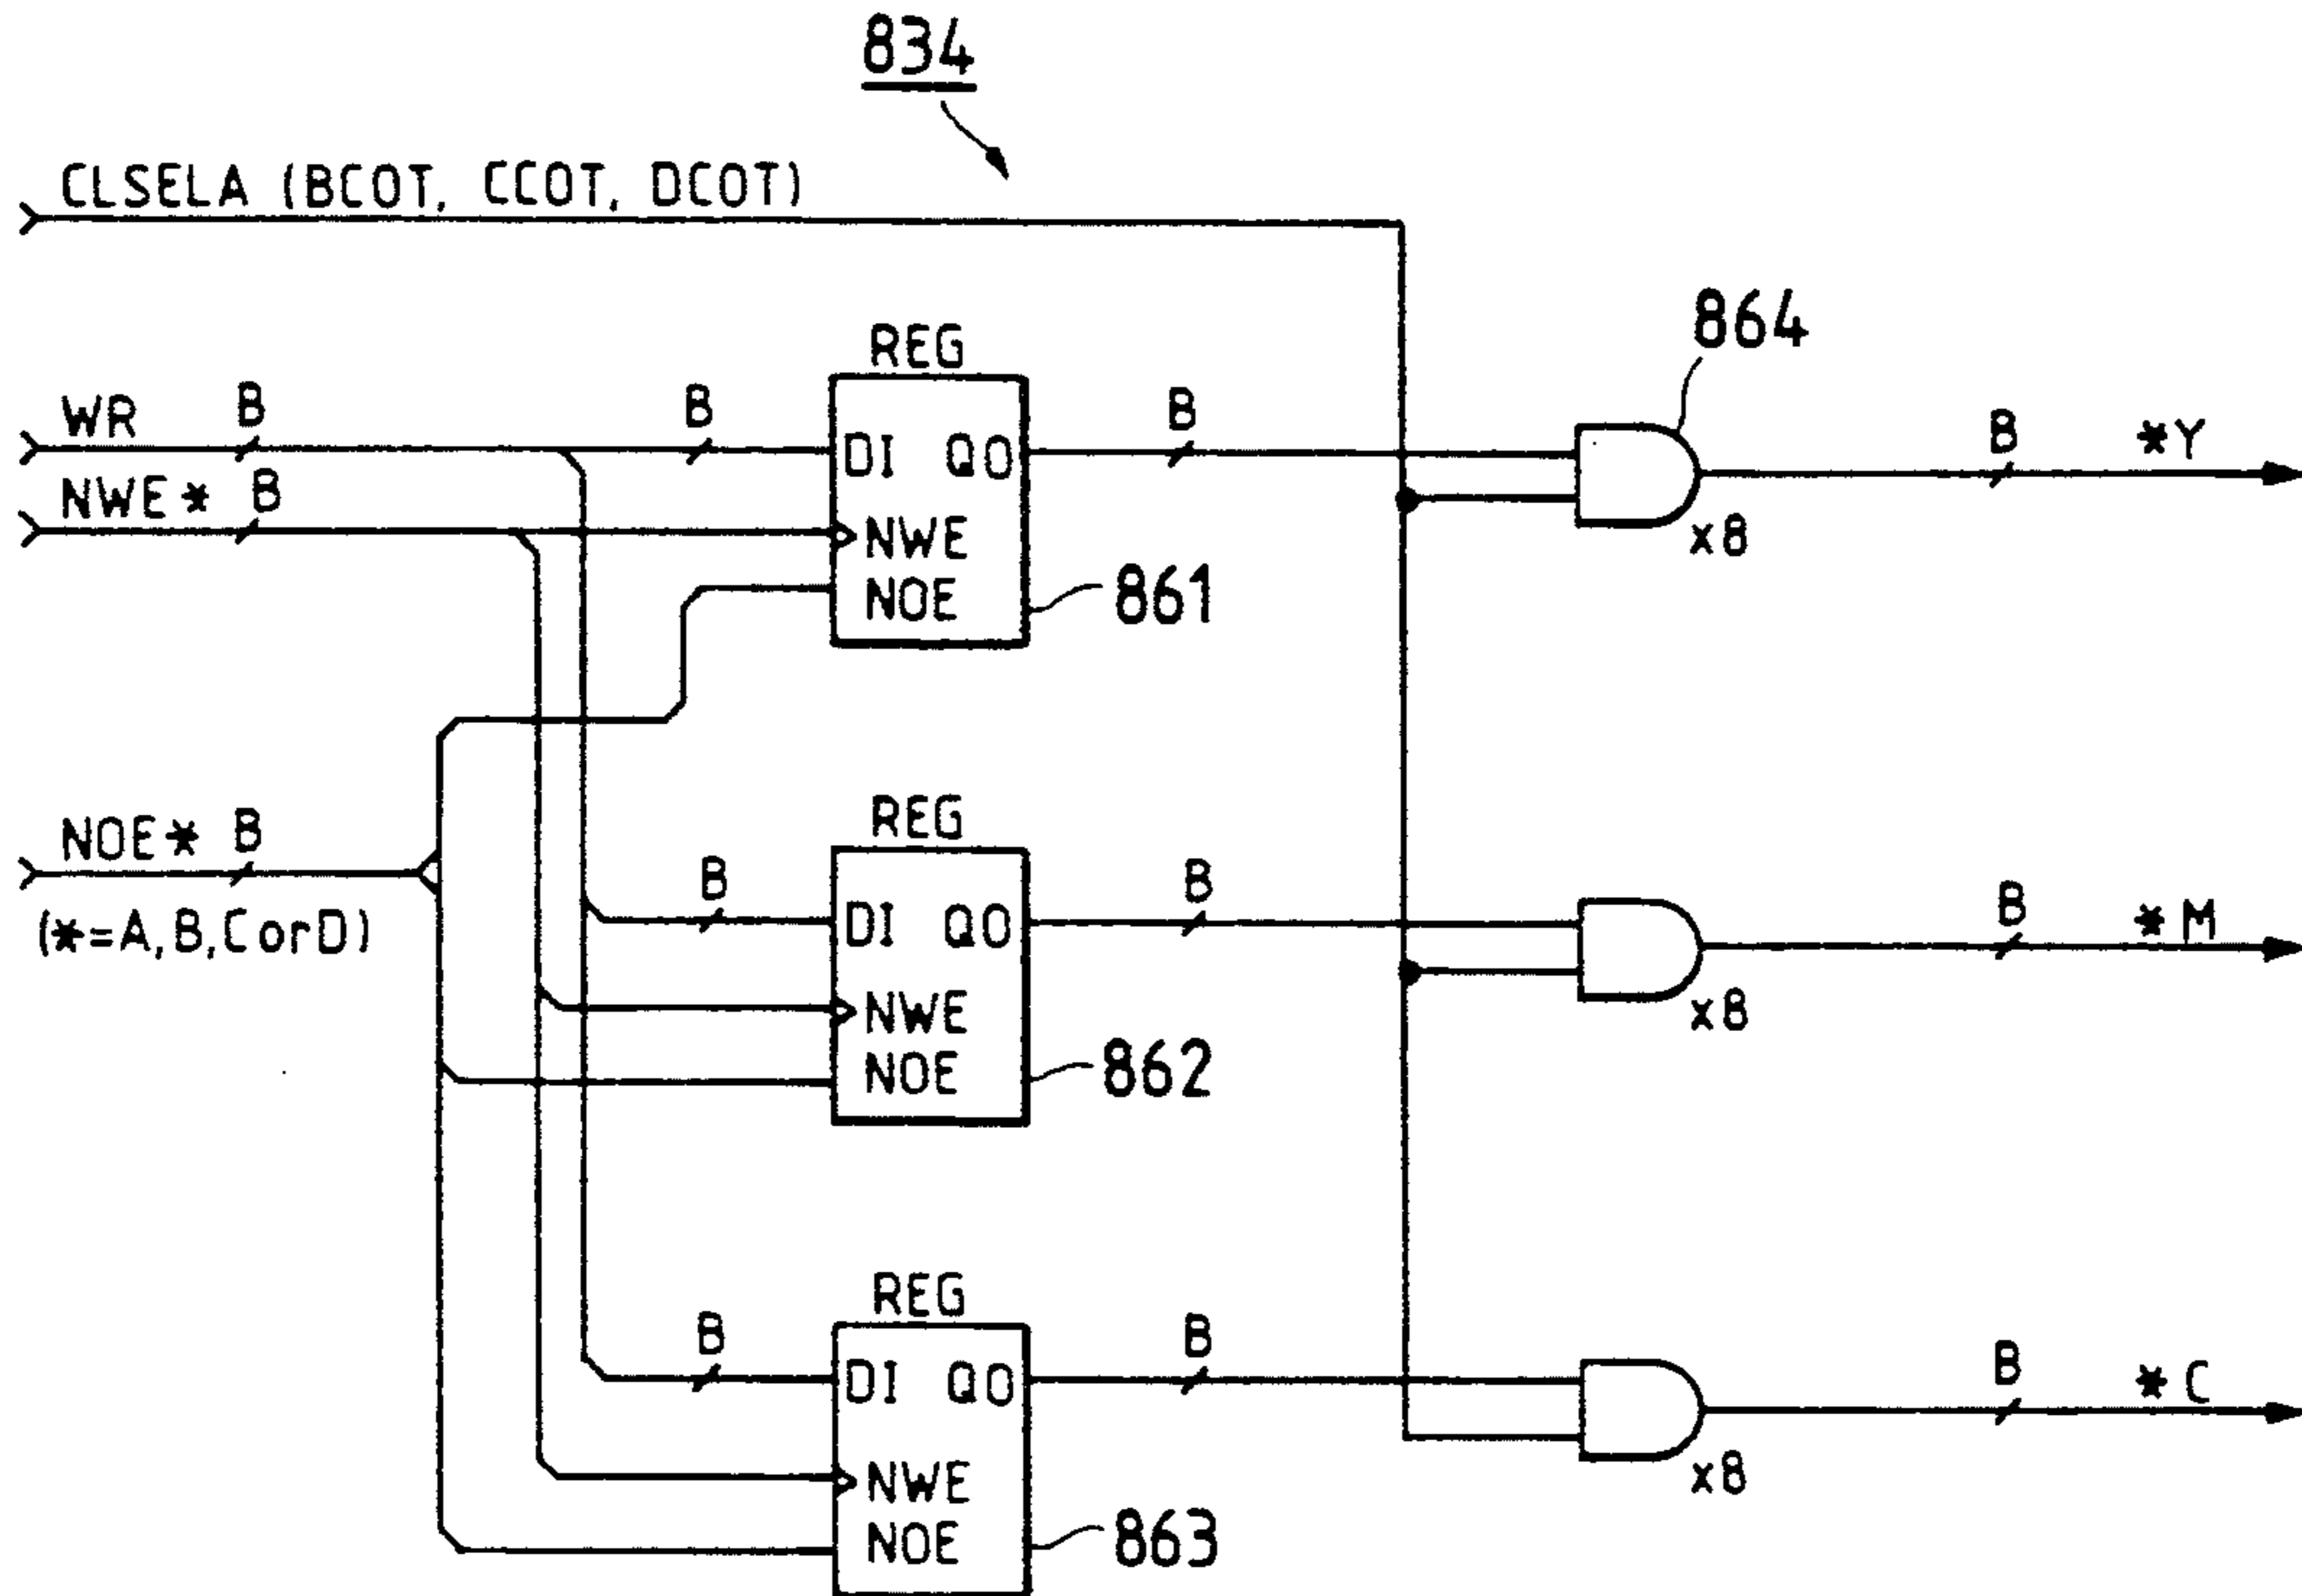 834
CLSELA (BCOT, CCOT, DCOT)
864
REG
WR B B B B *Y
DI QO
NWE* B
NWE x8
NOE 861
REG
NOE* B
B B B *M
(*=A,B,CorD)
DI QO
NWE x8
NOE 862
REG
B B B *C
DI QO
NWE x8
NOE 863